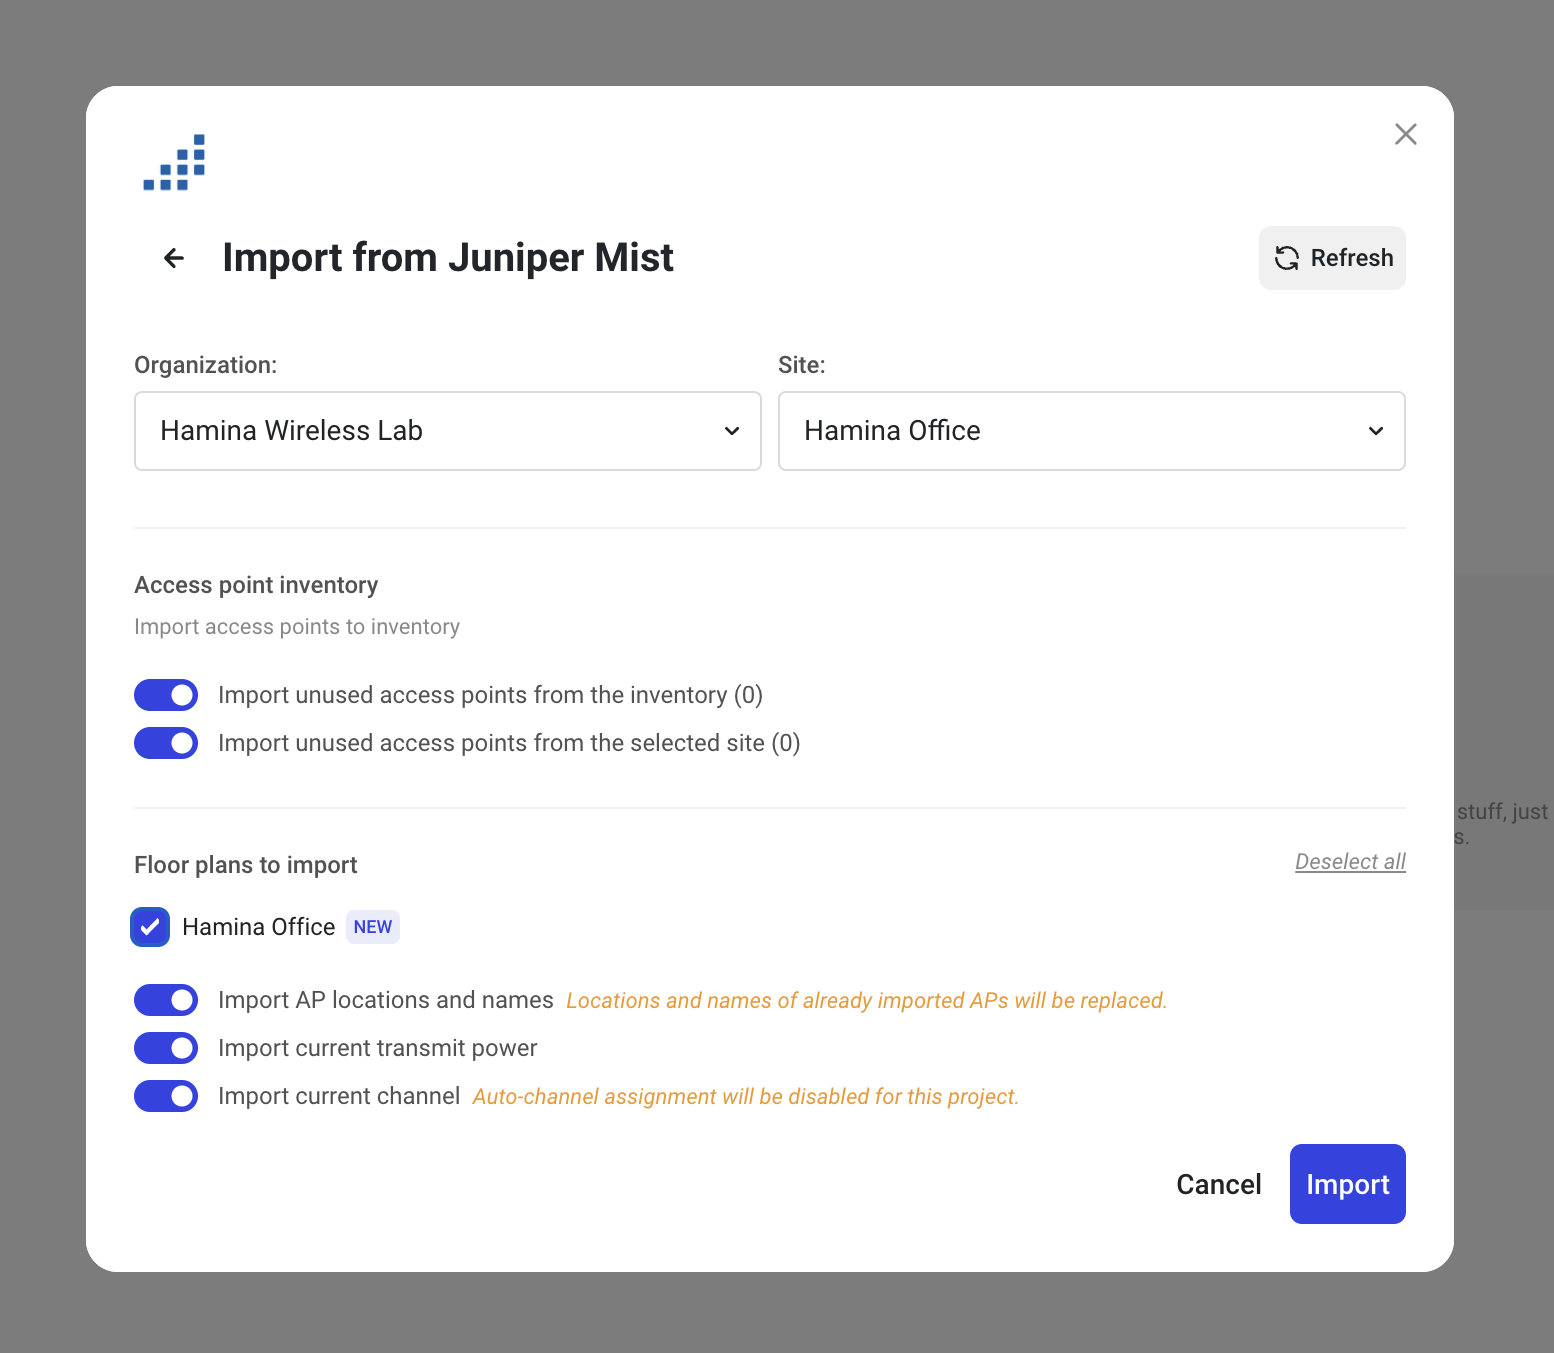 Import from Juniper Mist
Refresh
Organization:
Site:
Hamina Wireless Lab
Hamina Office
Access point inventory
Import access points to inventory
Import unused access points from the inventory (0)
Import unused access points from the selected site (0)
stuff, just
s.
Floor plans to import
Deselect all
Hamina Office NEW
Import AP locations and names Locations and names of already imported APs will be replaced.
Import current transmit power
Import current channel Auto-channel assignment will be disabled for this project.
Cancel
Import